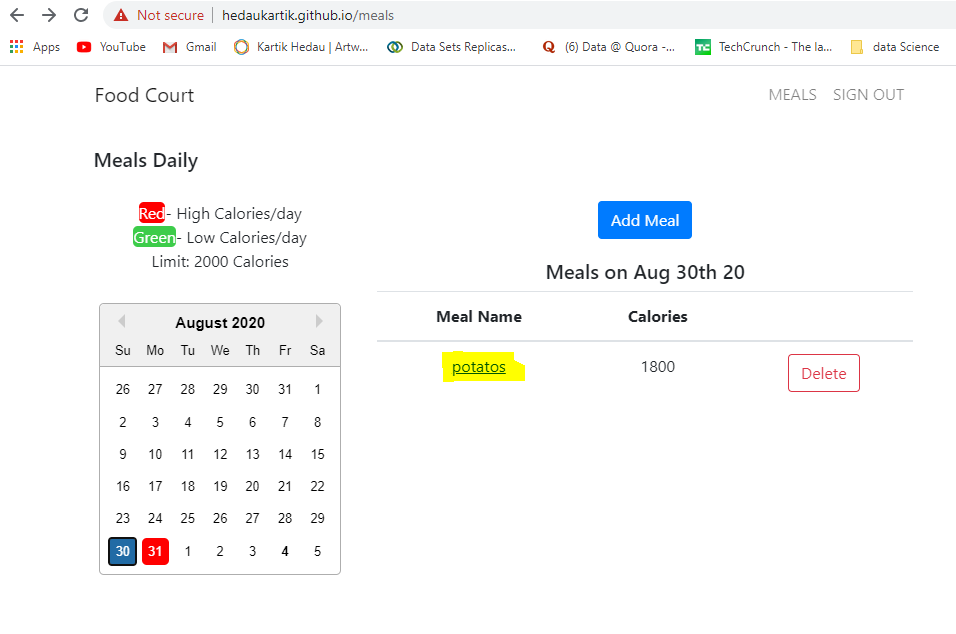 Not secure | hedaukartik.github.io/meals
Apps YouTube Gmail Kartik Hedau | Artw... Data Sets Replicas... (6) Data @ Quora -... TechCrunch - The la... data Science
Food Court MEALS SIGN OUT
Meals Daily
Red- High Calories/day
Green- Low Calories/day
Limit: 2000 Calories
August 2020
Su Mo Tu We Th Fr Sa
26 27 28 29 30 31 1
2 3 4 5 6 7 8
9 10 11 12 13 14 15
16 17 18 19 20 21 22
23 24 25 26 27 28 29
30 31 1 2 3 4 5
Add Meal
Meals on Aug 30th 20
Meal Name Calories
potatos 1800 Delete